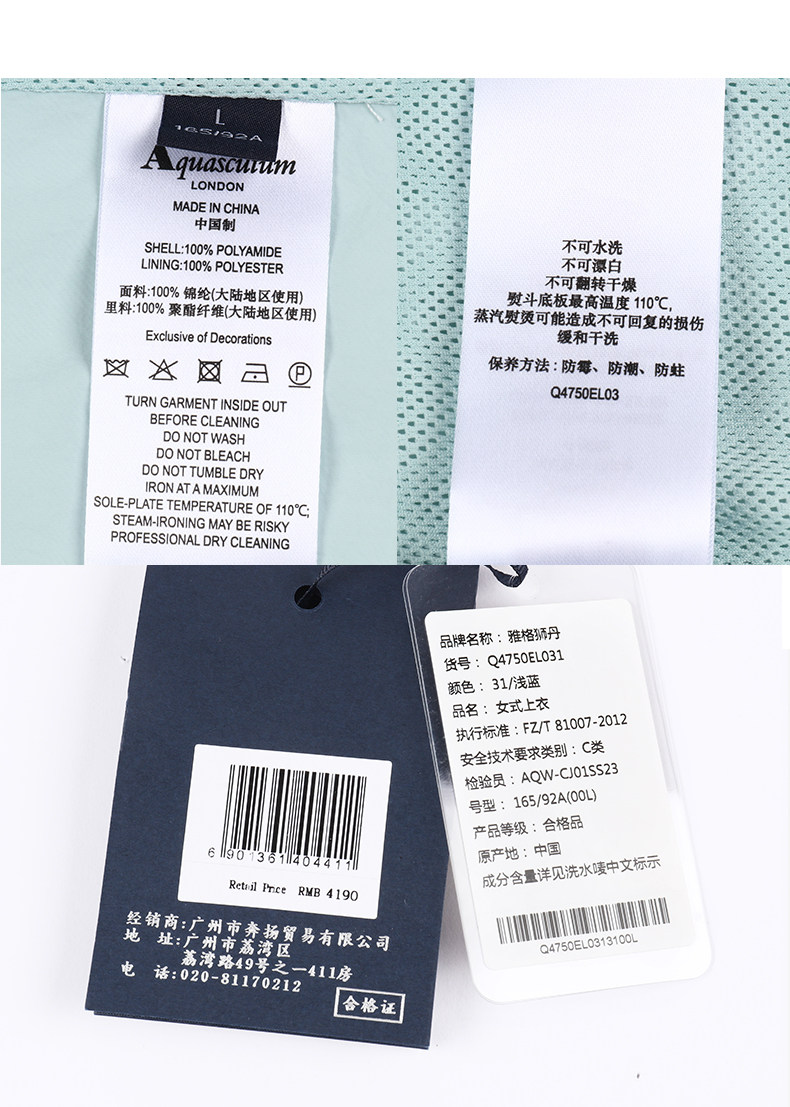 L
165/92A
Aquascutum
LONDON
MADE IN CHINA
中国制
SHELL:100% POLYAMIDE
LINING:100% POLYESTER
面料:100% 锦纶(大陆地区使用)
里料:100% 聚酯纤维(大陆地区使用)
Exclusive of Decorations
TURN GARMENT INSIDE OUT
BEFORE CLEANING
DO NOT WASH
DO NOT BLEACH
DO NOT TUMBLE DRY
IRON AT A MAXIMUM
SOLE-PLATE TEMPERATURE OF 110℃;
STEAM-IRONING MAY BE RISKY
PROFESSIONAL DRY CLEANING
不可水洗
不可漂白
不可翻转干燥
熨斗底板最高温度 110℃,
蒸汽熨烫可能造成不可回复的损伤
缓和干洗
保养方法:防霉、防潮、防蛀
Q4750EL03
6 901361 404411
Retail Price RMB 4190
经销商:广州市奔扬贸易有限公司
地 址:广州市荔湾区
荔湾路49号之一411房
电 话:020-81170212
合格证
品牌名称: 雅格狮丹
货号: Q4750EL031
颜色: 31/浅蓝
品名: 女式上衣
执行标准:FZ/T 81007-2012
安全技术要求类别: C类
检验员: AQW-CJ01SS23
号型: 165/92A(00L)
产品等级: 合格品
原产地: 中国
成分含量详见洗水唛中文标示
Q4750EL0313100L